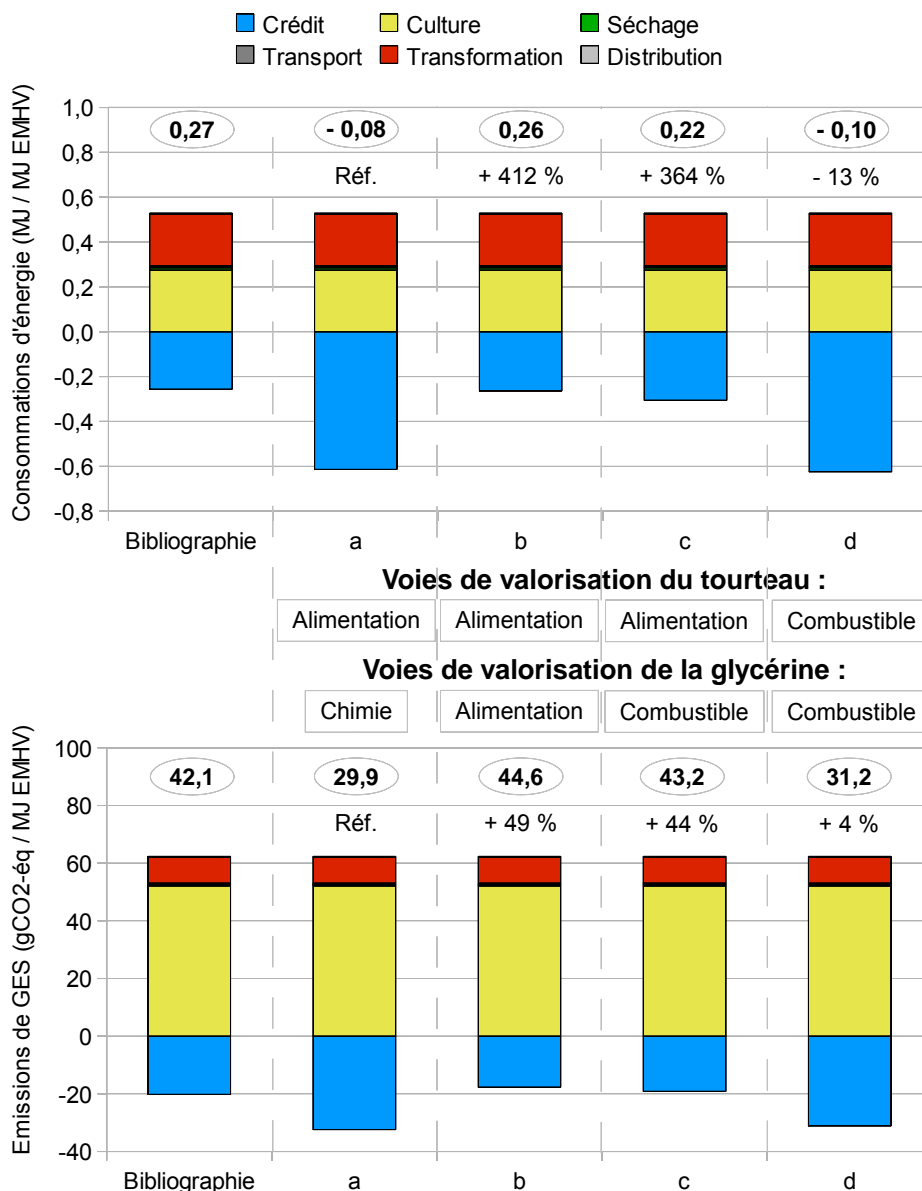 Crédit Culture Séchage
Transport Transformation Distribution
Consommations d'énergie (MJ / MJ EMHV)
1,0
0,8
0,6
0,4
0,2
0,0
-0,2
-0,4
-0,6
-0,8
0,27 - 0,08 0,26 0,22 - 0,10
Réf. + 412 % + 364 % - 13 %
Bibliographie a b c d
Voies de valorisation du tourteau :
Alimentation Alimentation Alimentation Combustible
Voies de valorisation de la glycérine :
Chimie Alimentation Combustible Combustible
Emissions de GES (gCO2-éq / MJ EMHV)
100
80
60
40
20
0
-20
-40
42,1 29,9 44,6 43,2 31,2
Réf. + 49 % + 44 % + 4 %
Bibliographie a b c d